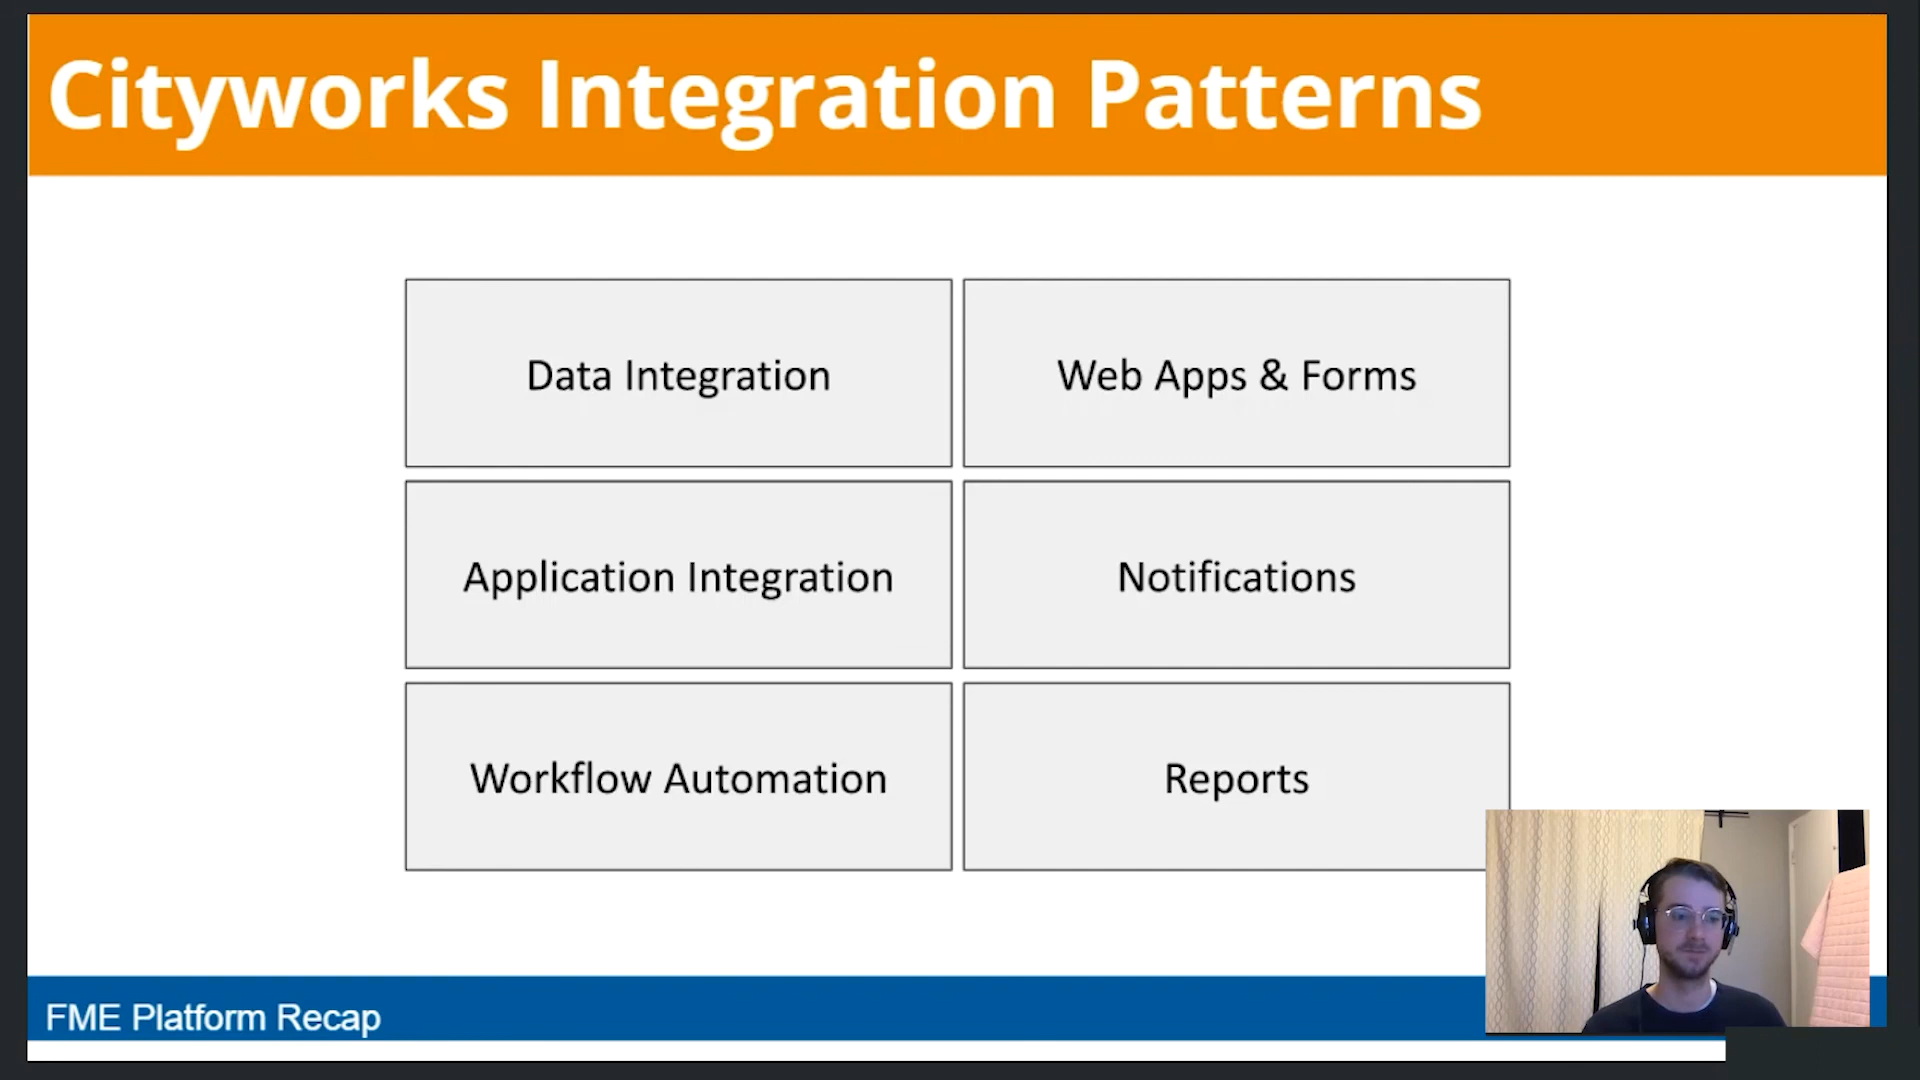 Cityworks Integration Patterns
Data Integration
Web Apps & Forms
Application Integration
Notifications
Workflow Automation
Reports
FME Platform Recap